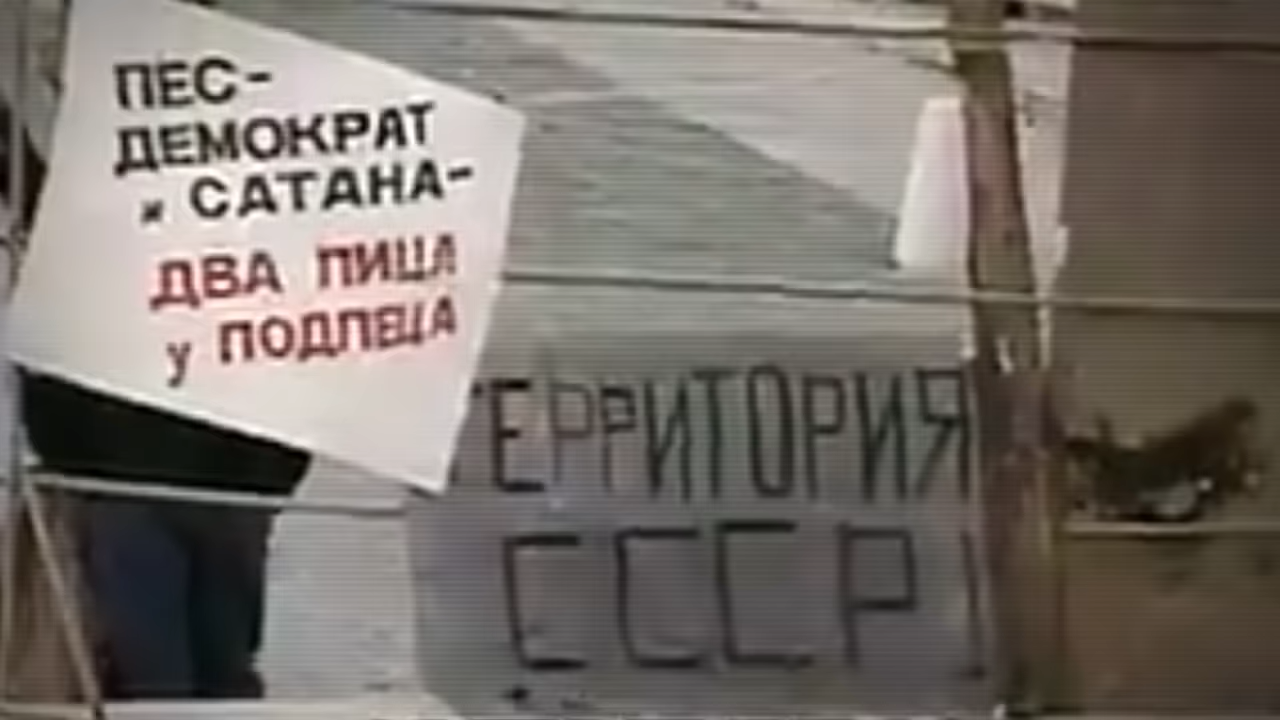 ПЕС-
ДЕМОКРАТ
и САТАНА-
ДВА ЛИЦА
у ПОДЛЕЦА
ТЕРРИТОРИЯ
СССР!